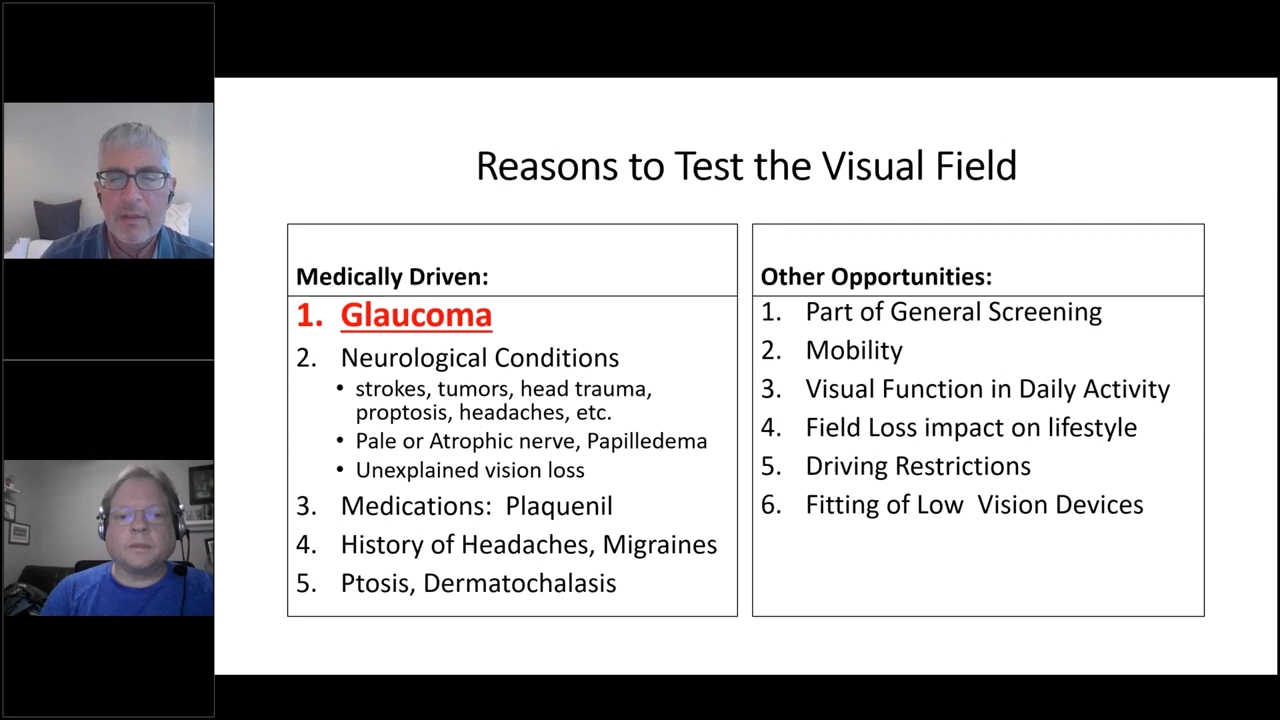 Reasons to Test the Visual Field
Medically Driven:
1. Glaucoma
2. Neurological Conditions
• strokes, tumors, head trauma,
proptosis, headaches, etc.
• Pale or Atrophic nerve, Papilledema
• Unexplained vision loss
3. Medications: Plaquenil
4. History of Headaches, Migraines
5. Ptosis, Dermatochalasis
Other Opportunities:
1. Part of General Screening
2. Mobility
3. Visual Function in Daily Activity
4. Field Loss impact on lifestyle
5. Driving Restrictions
6. Fitting of Low Vision Devices